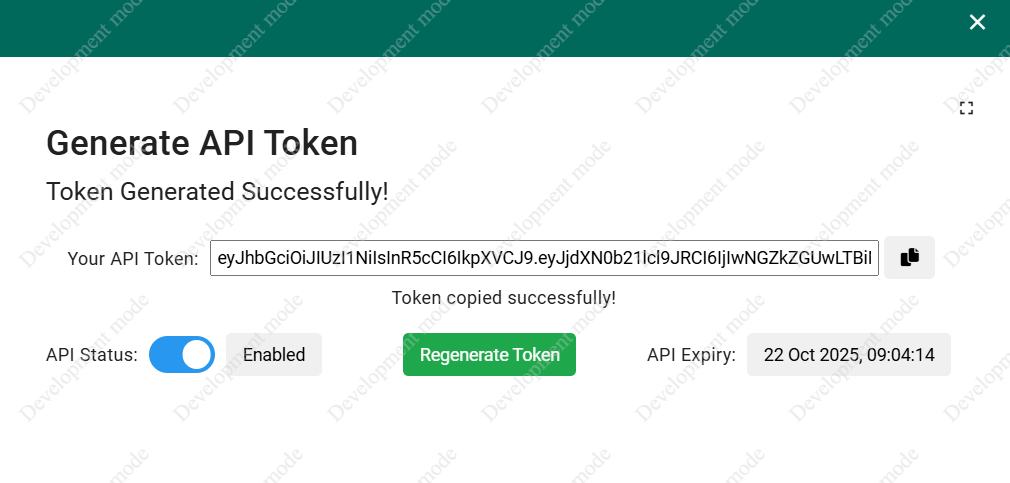 Generate API Token
Token Generated Successfully!
Your API Token: eyJhbGciOiJIUzI1NiIsInR5cCI6IkpXVCJ9.eyJjdXN0b21lcl9JRCI6IjIwNGZkZGUwLTBiI
Token copied successfully!
API Status: Enabled Regenerate Token API Expiry: 22 Oct 2025, 09:04:14
Development mode